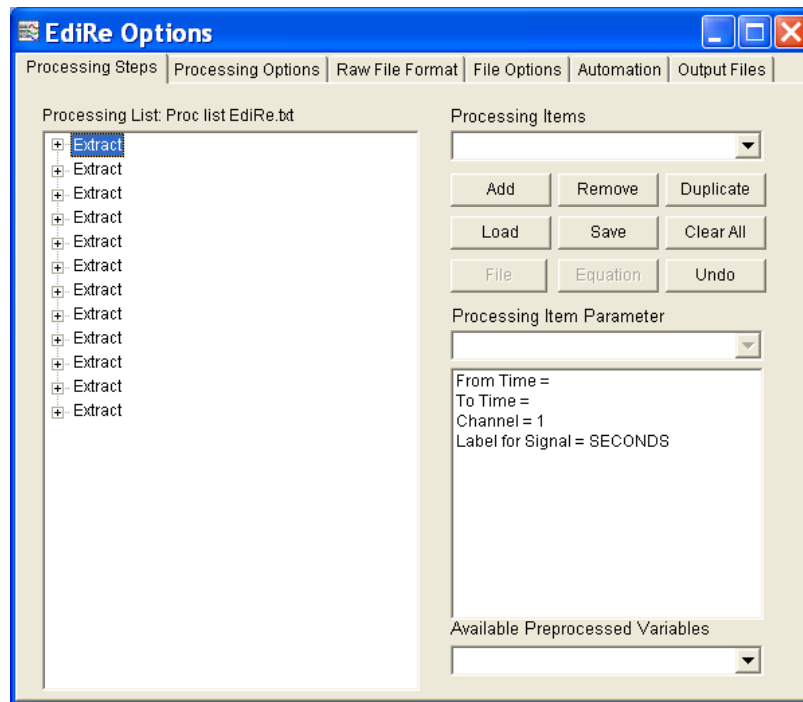 EdiRe Options
Processing Steps Processing Options Raw File Format File Options Automation Output Files
Processing List: Proc list EdiRe.txt
Extract
Extract
Extract
Extract
Extract
Extract
Extract
Extract
Extract
Extract
Extract
Extract
Processing Items
Add Remove Duplicate
Load Save Clear All
File Equation Undo
Processing Item Parameter
From Time =
To Time =
Channel = 1
Label for Signal = SECONDS
Available Preprocessed Variables